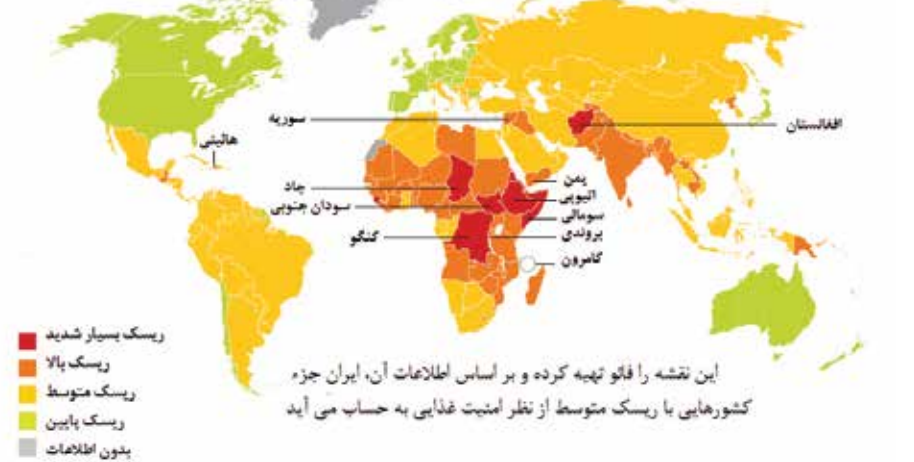 افغانستان
سوریه
هائیتی
یمن
چاد
اتیوپی
سودان جنوبی
سومالی
بروندی
کنگو
کامرون
ریسک بسیار شدید
ریسک بالا
ریسک متوسط
ریسک پایین
بدون اطلاعات
این نقشه را فائو تهیه کرده و بر اساس اطلاعات آن، ایران جزء
کشورهایی با ریسک متوسط از نظر امنیت غذایی به حساب می آید